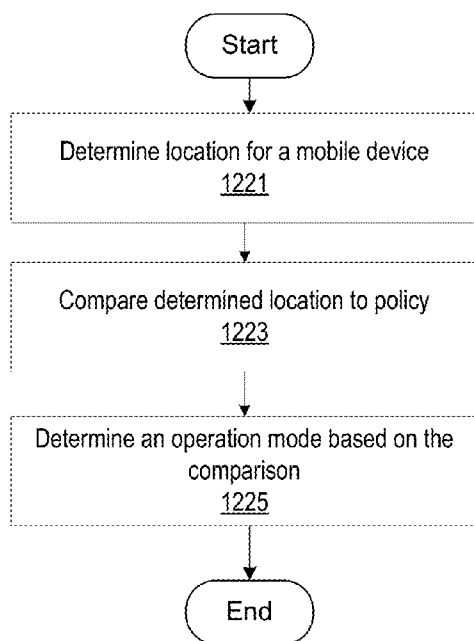 Start
Determine location for a mobile device
1221
Compare determined location to policy
1223
Determine an operation mode based on the
comparison
1225
End